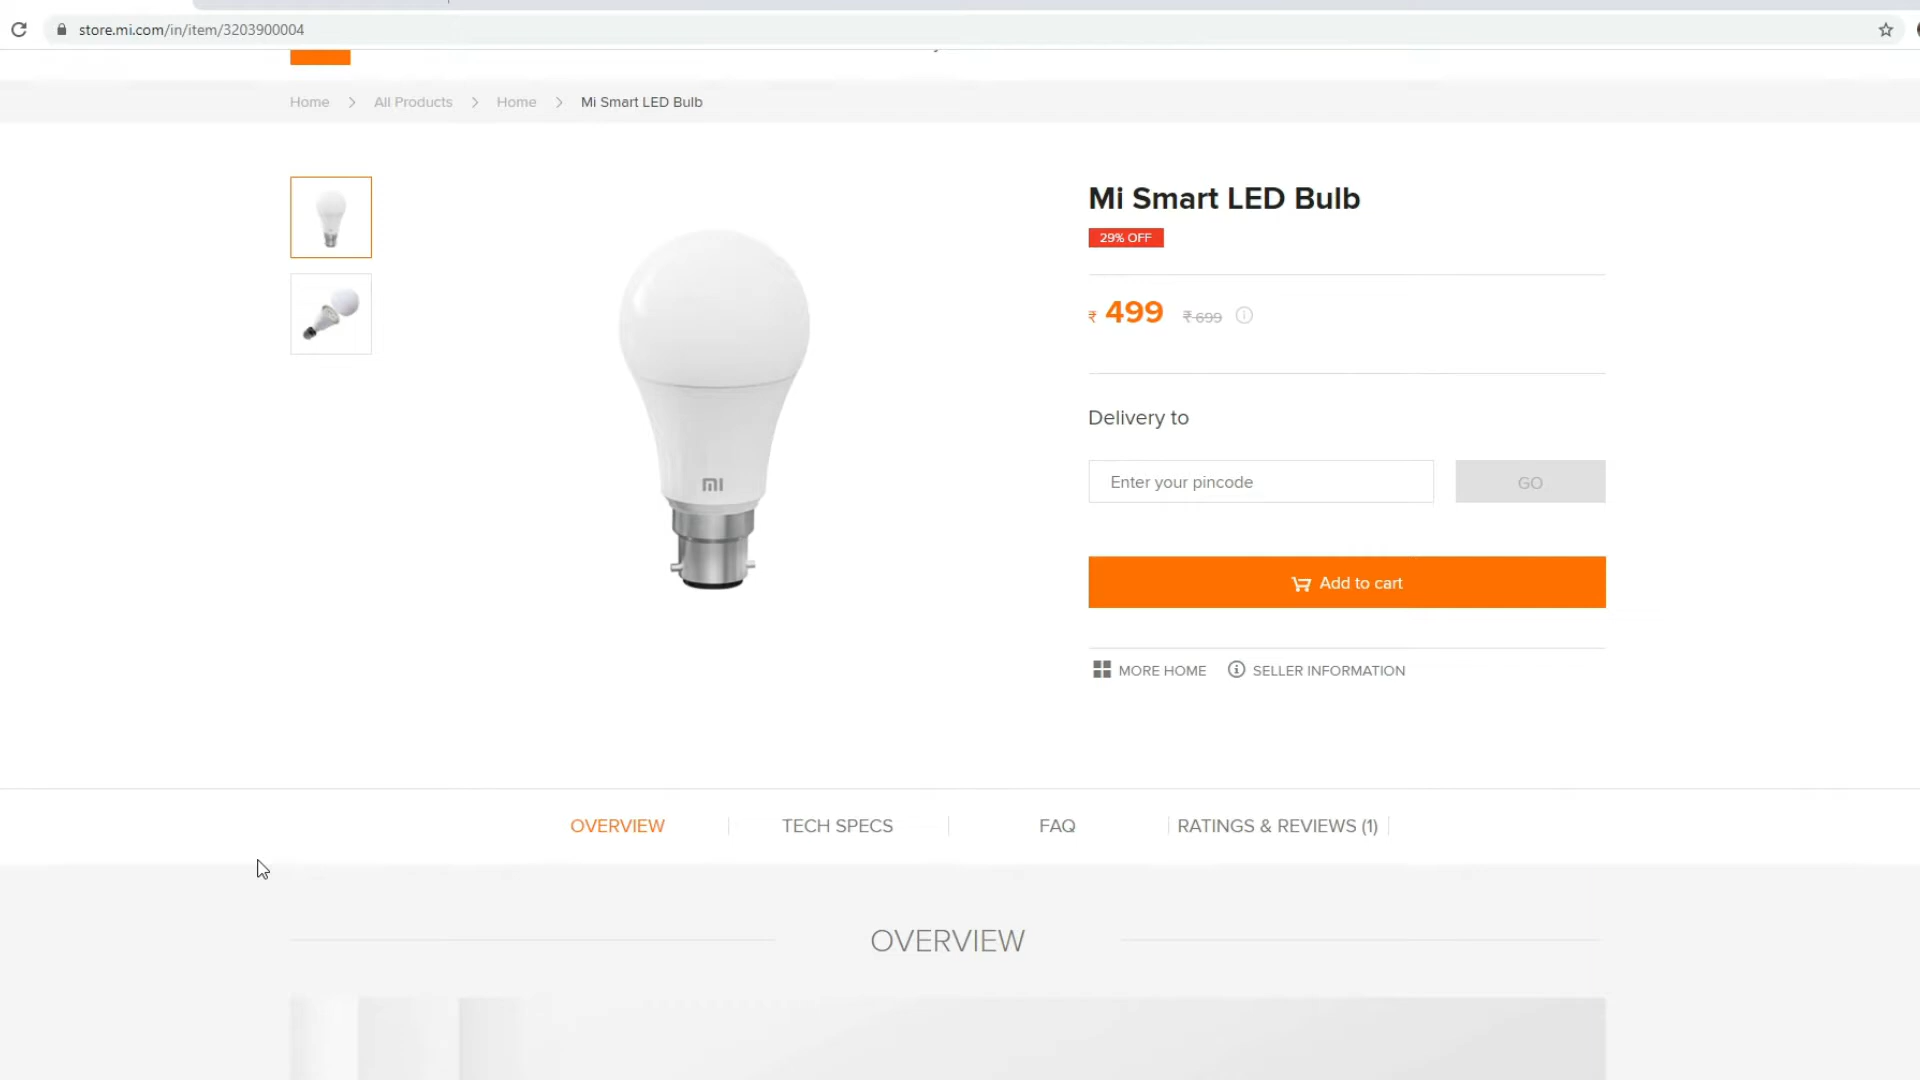 store.mi.com/in/item/3203900004
Home > All Products > Home > Mi Smart LED Bulb
Mi Smart LED Bulb
29% OFF
₹ 499 ₹ 699
Delivery to
Enter your pincode GO
mi
Add to cart
MORE HOME SELLER INFORMATION
OVERVIEW TECH SPECS FAQ RATINGS & REVIEWS (1)
OVERVIEW